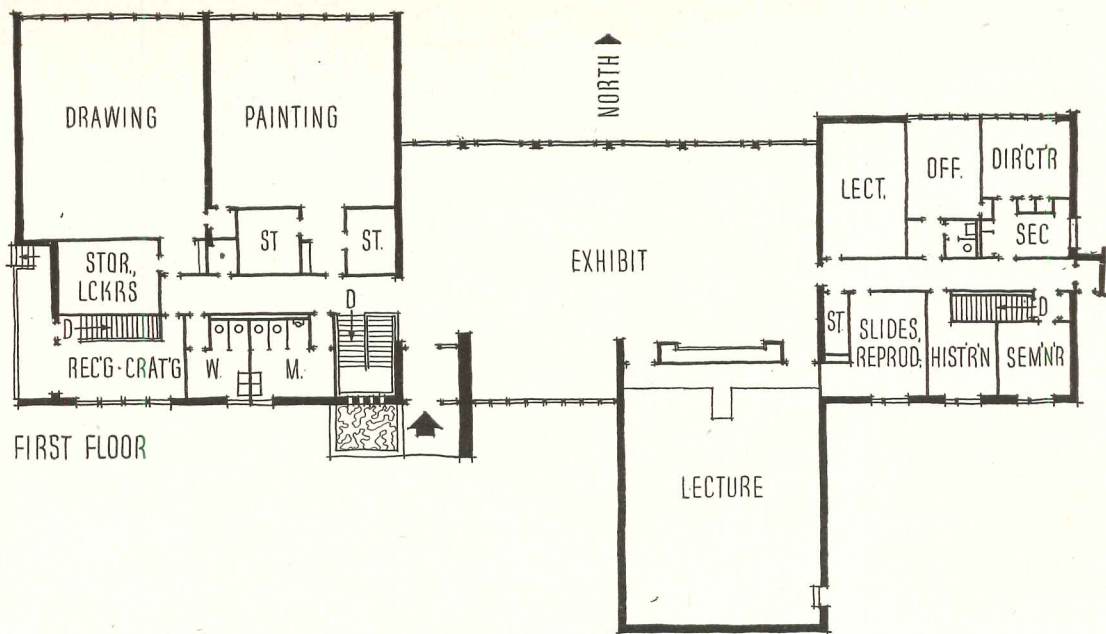 DRAWING
PAINTING
NORTH
LECT.
OFF.
DIR'CT'R
ST
ST.
SEC
STOR.,
LCKRS
EXHIBIT
D
D
D
ST.
SLIDES,
REPROD.
HIST'R'N
SEM'N'R
REC'G-CRAT'G
W.
M.
FIRST FLOOR
LECTURE